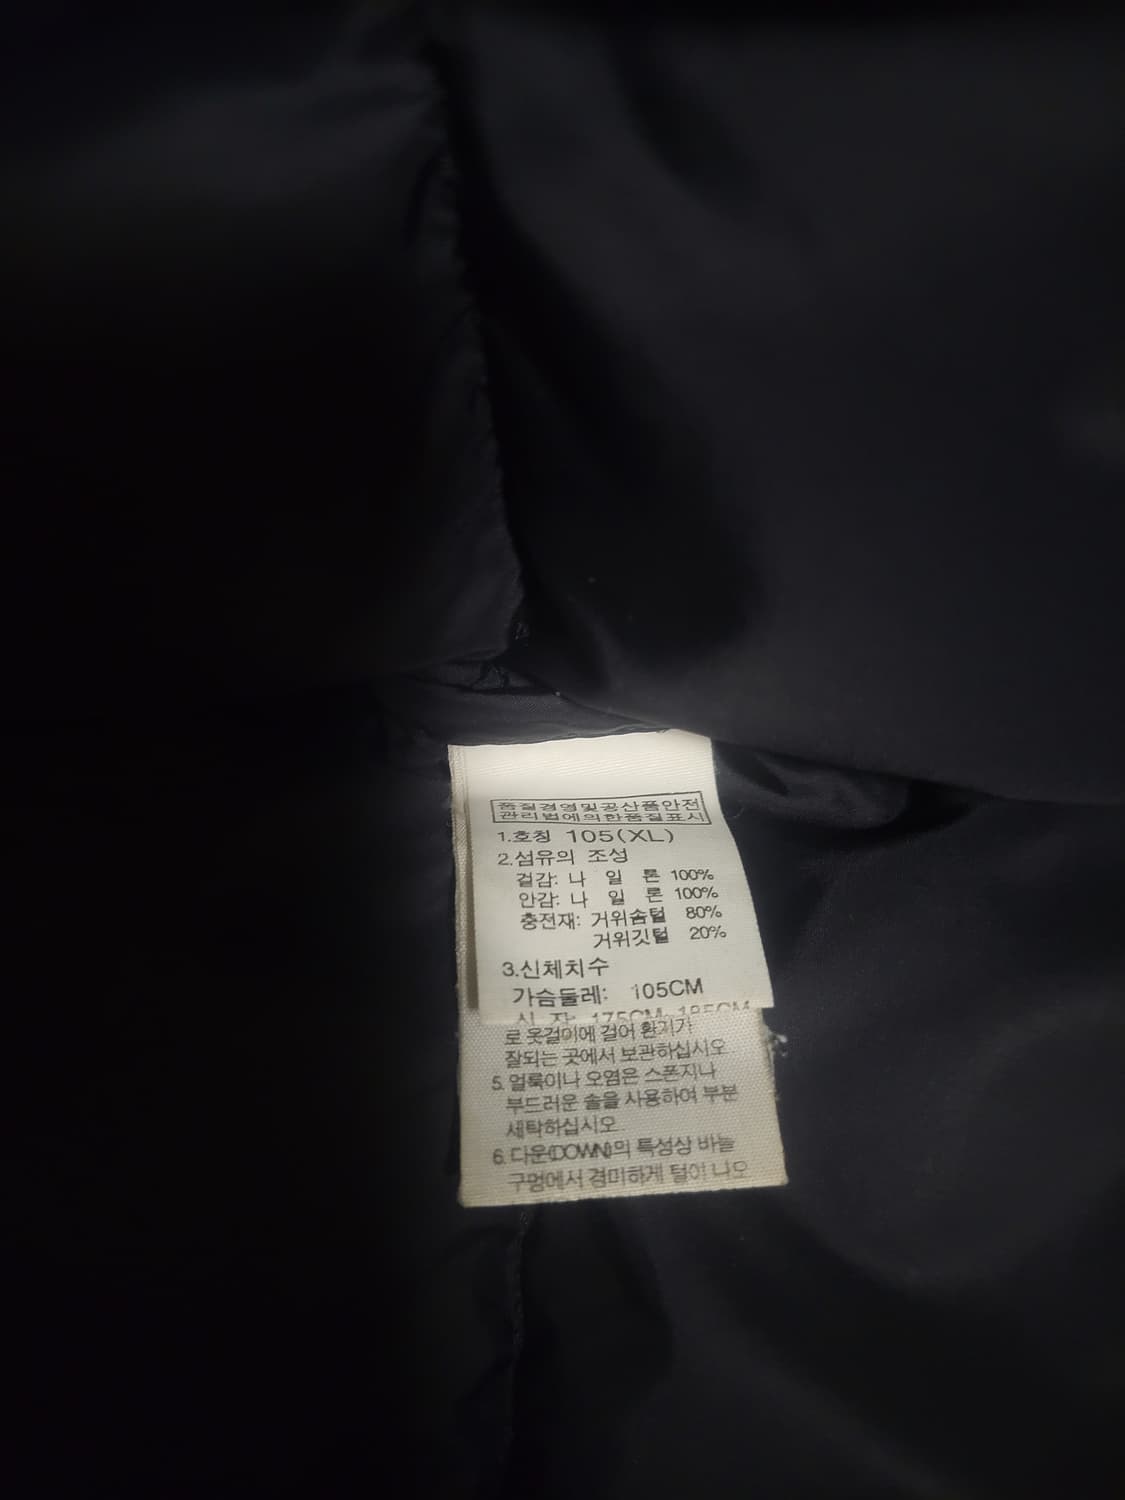 품질경영및공산품안전
관리법에의한품질표시
1.호칭 105(XL)
2.섬유의 조성
겉감: 나 일 론 100%
안감: 나 일 론 100%
충전재: 거위솜털 80%
거위깃털 20%
3.신체치수
가슴둘레: 105CM
신 장: 175CM-185CM
로 옷걸이에 걸어 환기가
잘되는 곳에서 보관하십시오
5. 얼룩이나 오염은 스폰지나
부드러운 솔을 사용하여 부분
세탁하십시오
6. 다운(DOWN)의 특성상 바늘
구멍에서 경미하게 털이 나오